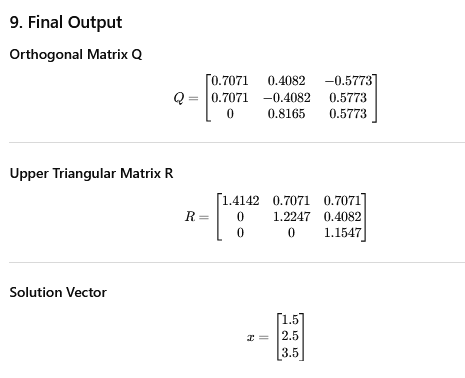 9. Final Output
Orthogonal Matrix Q
Q = [0.7071 0.4082 −0.5773
0.7071 −0.4082 0.5773
0 0.8165 0.5773]
Upper Triangular Matrix R
R = [1.4142 0.7071 0.7071
0 1.2247 0.4082
0 0 1.1547]
Solution Vector
x = [1.5
2.5
3.5]